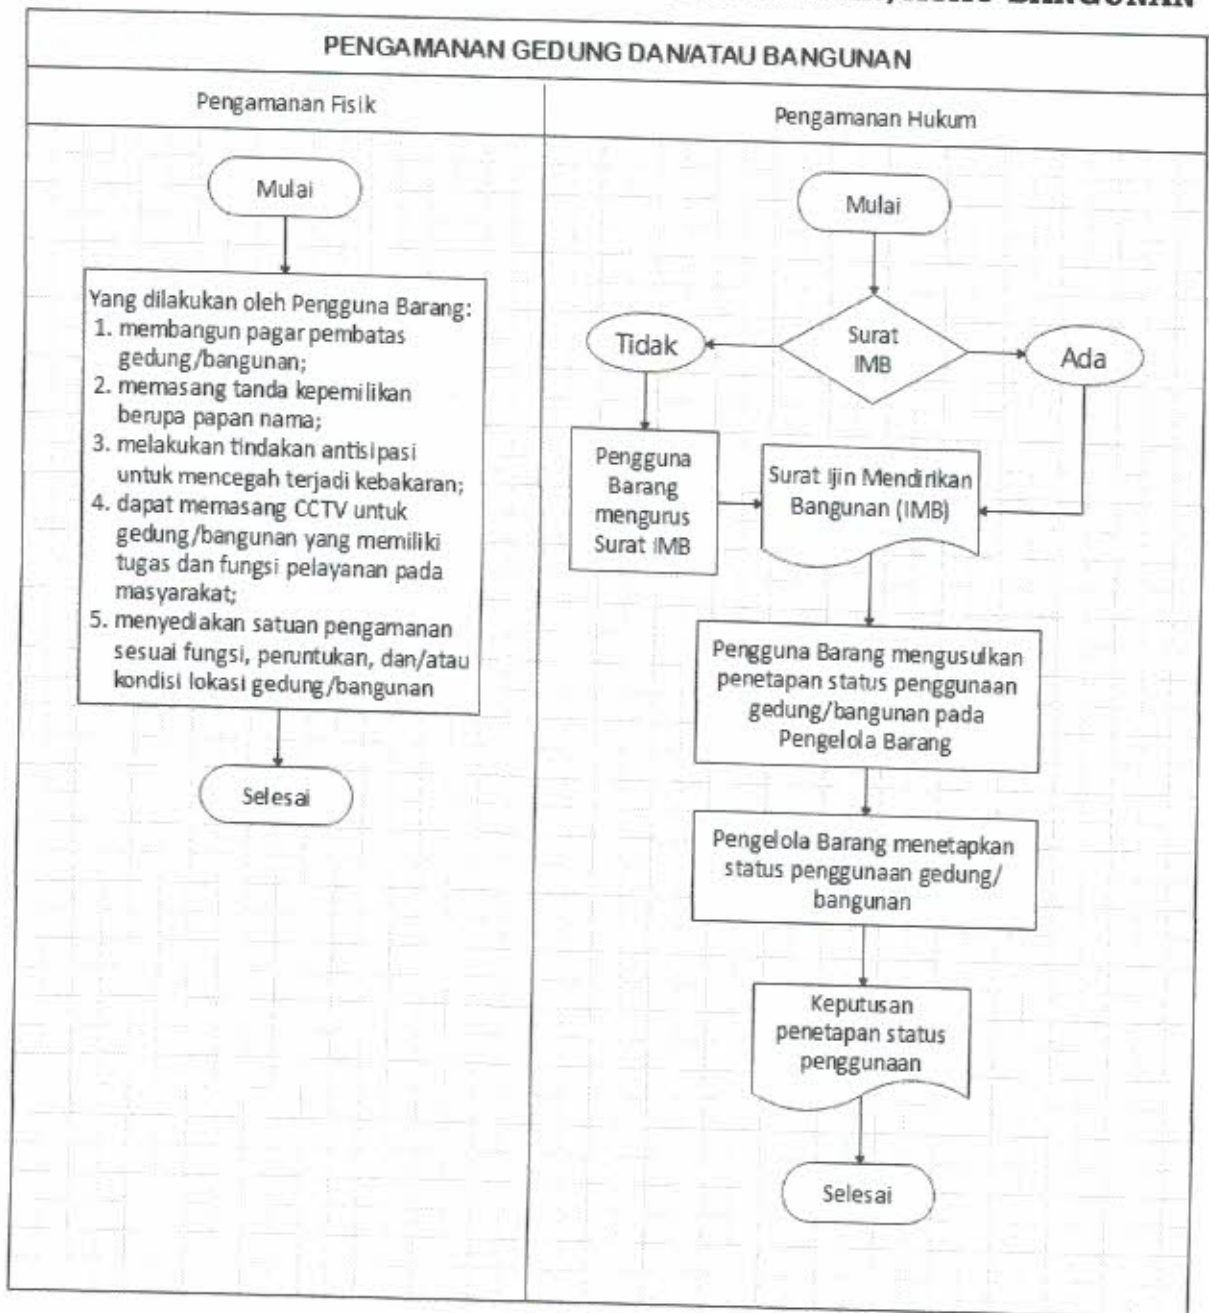 BANGUNAN
PENGAMANAN GEDUNG DAN/ATAU BANGUNAN
Pengamanan Fisik
Mulai
Yang dilakukan oleh Pengguna Barang:
1. membangun pagar pembatas
gedung/bangunan;
2. memasang tanda kepemilikan
berupa papan nama;
3. melakukan tindakan antisipasi
untuk mencegah terjadi kebakaran;
4. dapat memasang CCTV untuk
gedung/bangunan yang memiliki
tugas dan fungsi pelayanan pada
masyarakat;
5. menyediakan satuan pengamanan
sesuai fungsi, peruntukan, dan/atau
kondisi lokasi gedung/bangunan
Selesai
Pengamanan Hukum
Mulai
Surat
IMB
Tidak
Ada
Pengguna
Barang
mengurus
Surat IMB
Surat Ijin Mendirikan
Bangunan (IMB)
Pengguna Barang mengusulkan
penetapan status penggunaan
gedung/bangunan pada
Pengelola Barang
Pengelola Barang menetapkan
status penggunaan gedung/
bangunan
Keputusan
penetapan status
penggunaan
Selesai